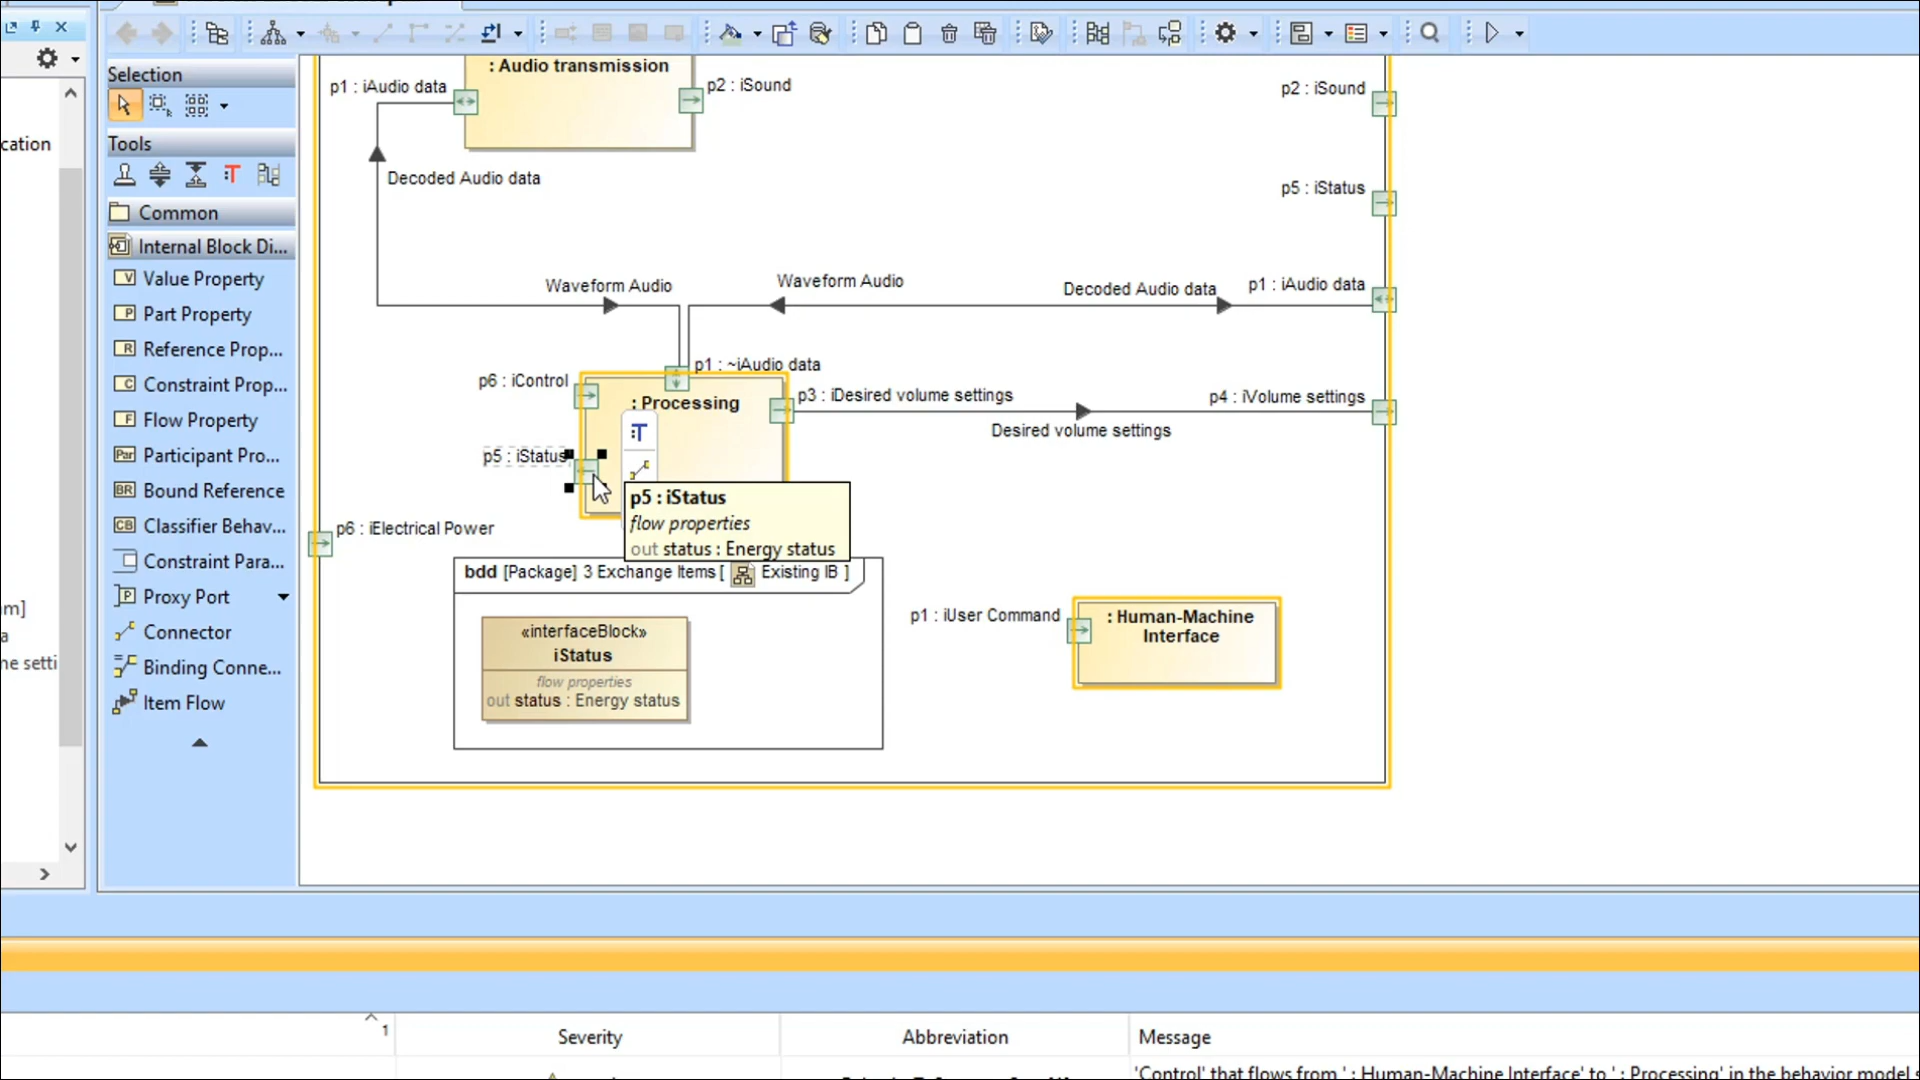 Selection
cation
Tools
Common
Internal Block Di...
Value Property
Part Property
Reference Prop...
Constraint Prop...
Flow Property
Participant Pro...
Bound Reference
Classifier Behav...
Constraint Para...
Proxy Port
Connector
Binding Conne...
Item Flow
ne setti
: Audio transmission
p1 : iAudio data
p2 : iSound
p2 : iSound
Decoded Audio data
p5 : iStatus
Waveform Audio
Waveform Audio
Decoded Audio data
p1 : iAudio data
p1 : ~iAudio data
p6 : iControl
: Processing
p3 : iDesired volume settings
p4 : iVolume settings
Desired volume settings
p5 : iStatus
p5 : iStatus
flow properties
out status : Energy status
p6 : iElectrical Power
bdd [Package] 3 Exchange Items [ Existing IB ]
«interfaceBlock»
iStatus
flow properties
out status : Energy status
p1 : iUser Command
: Human-Machine
Interface
1
Severity
Abbreviation
Message
'Control' that flows from ' : Human-Machine Interface' to ' : Processing' in the behavior model s